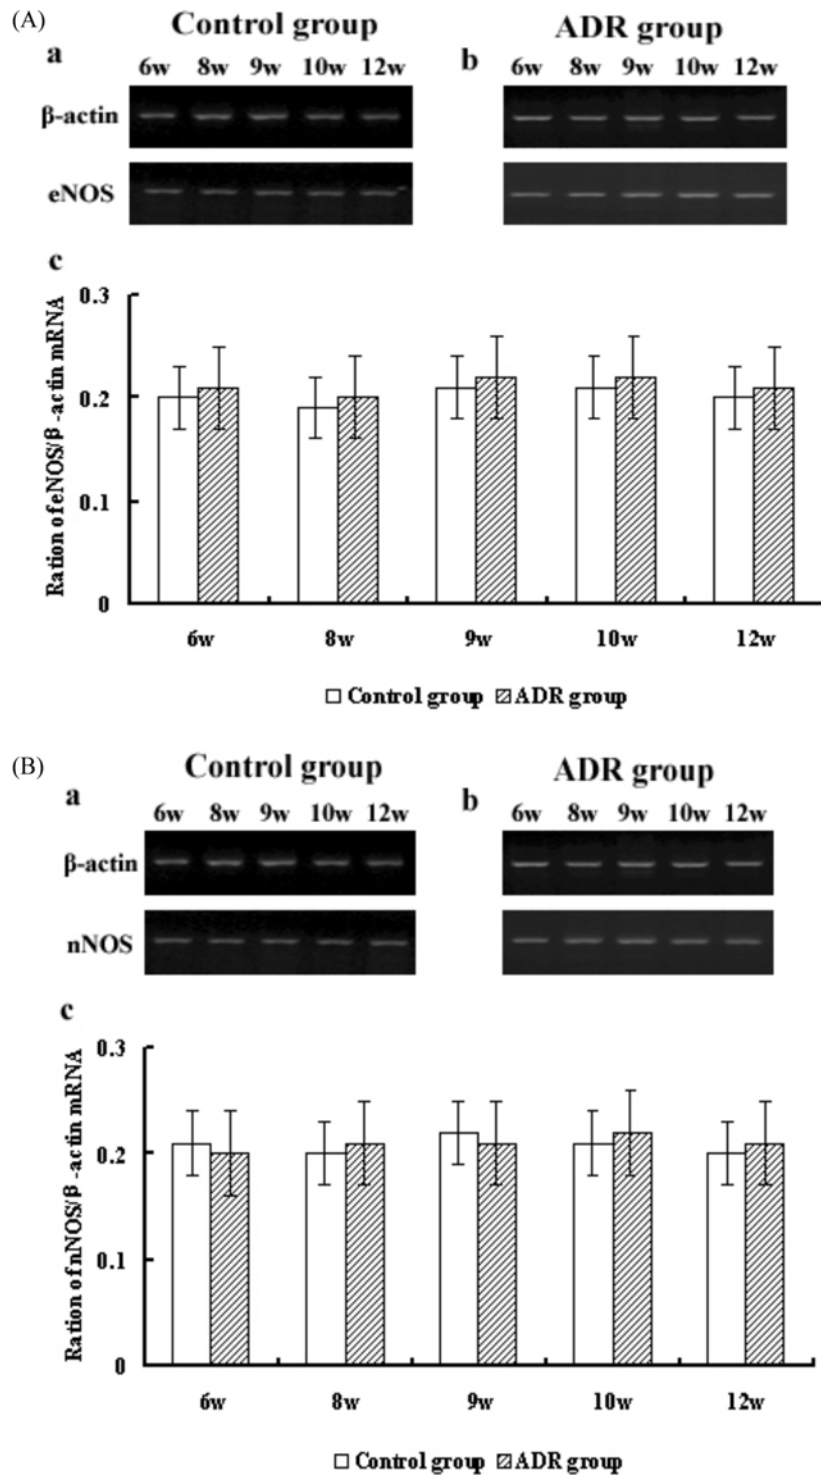 (A)
Control group ADR group
a b
6w 8w 9w 10w 12w 6w 8w 9w 10w 12w
β-actin
eNOS
c
Ration of eNOS/β-actin mRNA
0.3
0.2
0.1
0
6w 8w 9w 10w 12w
Control group ADR group
(B)
Control group ADR group
a b
6w 8w 9w 10w 12w 6w 8w 9w 10w 12w
β-actin
nNOS
c
Ration of nNOS/β-actin mRNA
0.3
0.2
0.1
0
6w 8w 9w 10w 12w
Control group ADR group